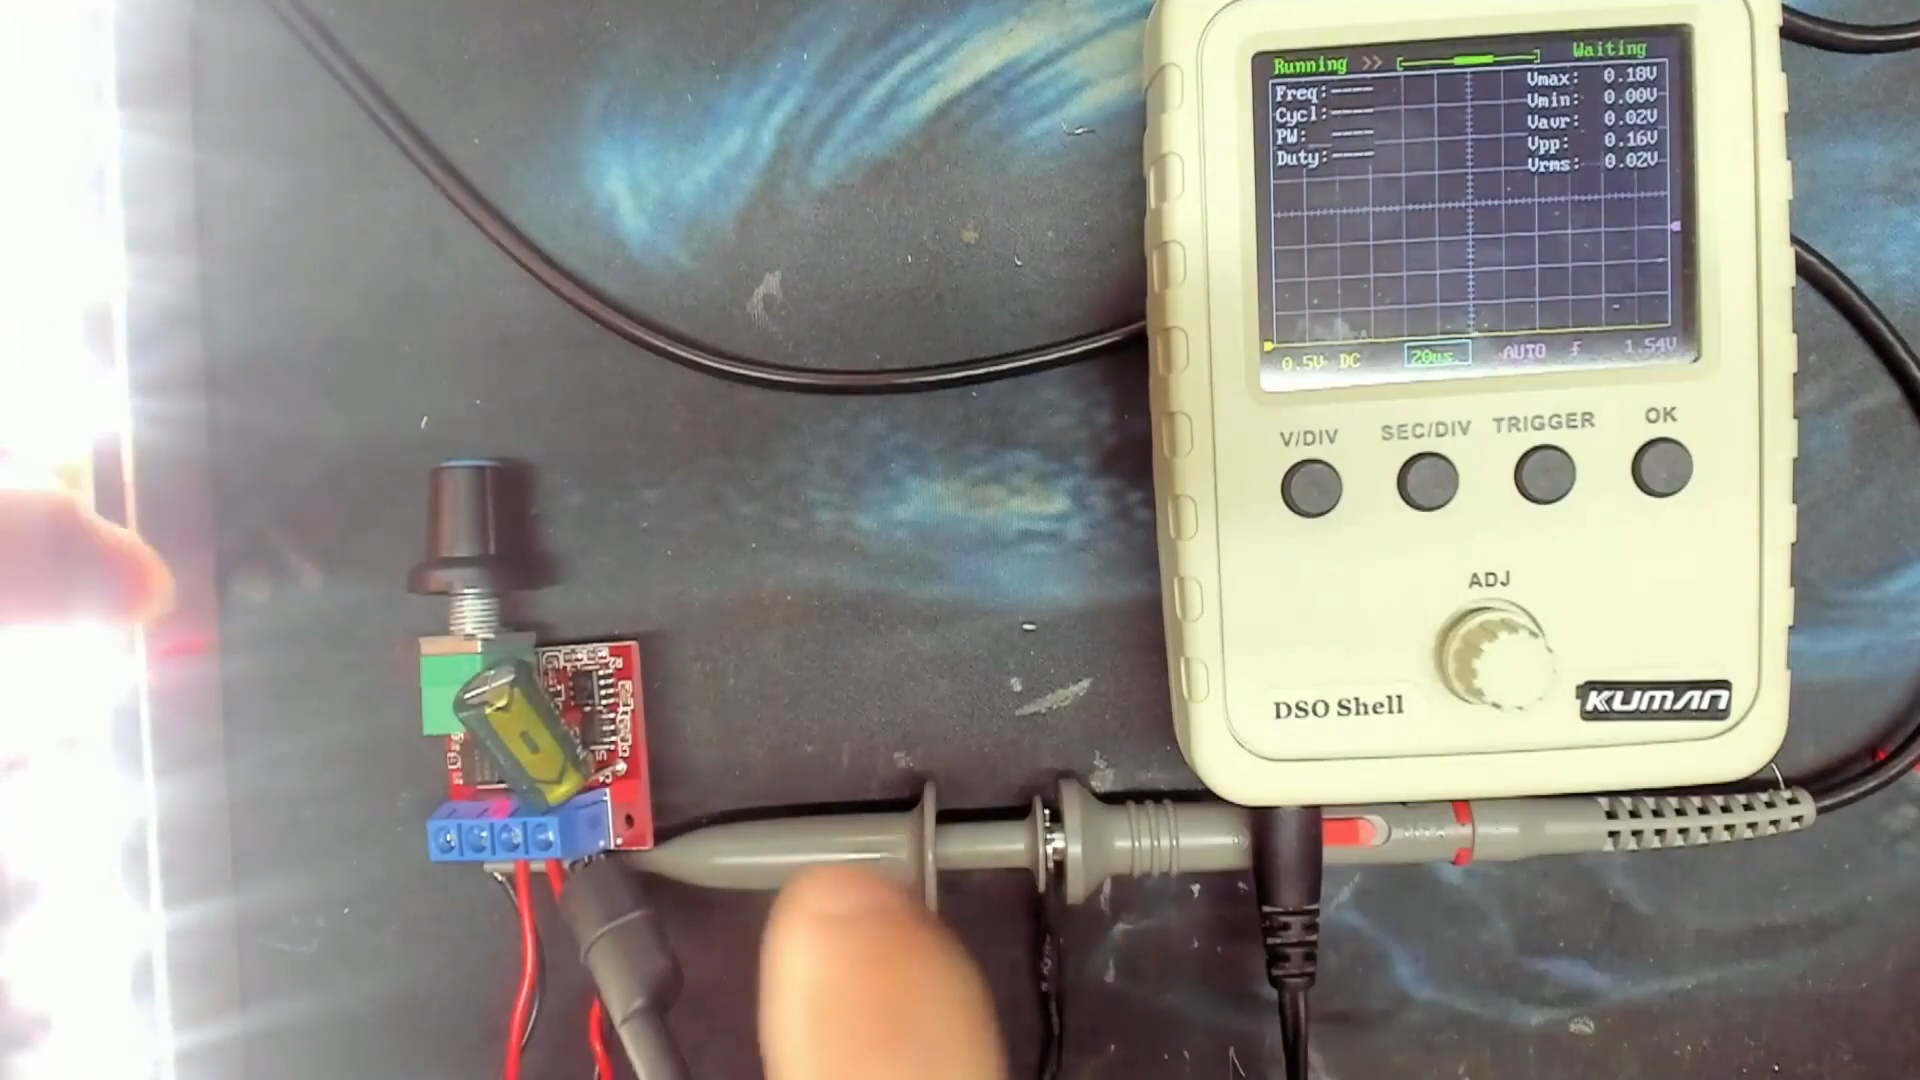 Running >> Waiting
Freq: ----
Cycl: ----
PW: ----
Duty: ----
Vmax: 0.18V
Vmin: 0.00V
Vavr: 0.02V
Vpp: 0.16V
Vrms: 0.02V
0.5V DC 20us AUTO 1.54V
V/DIV SEC/DIV TRIGGER OK
ADJ
DSO Shell KUMAN
R2